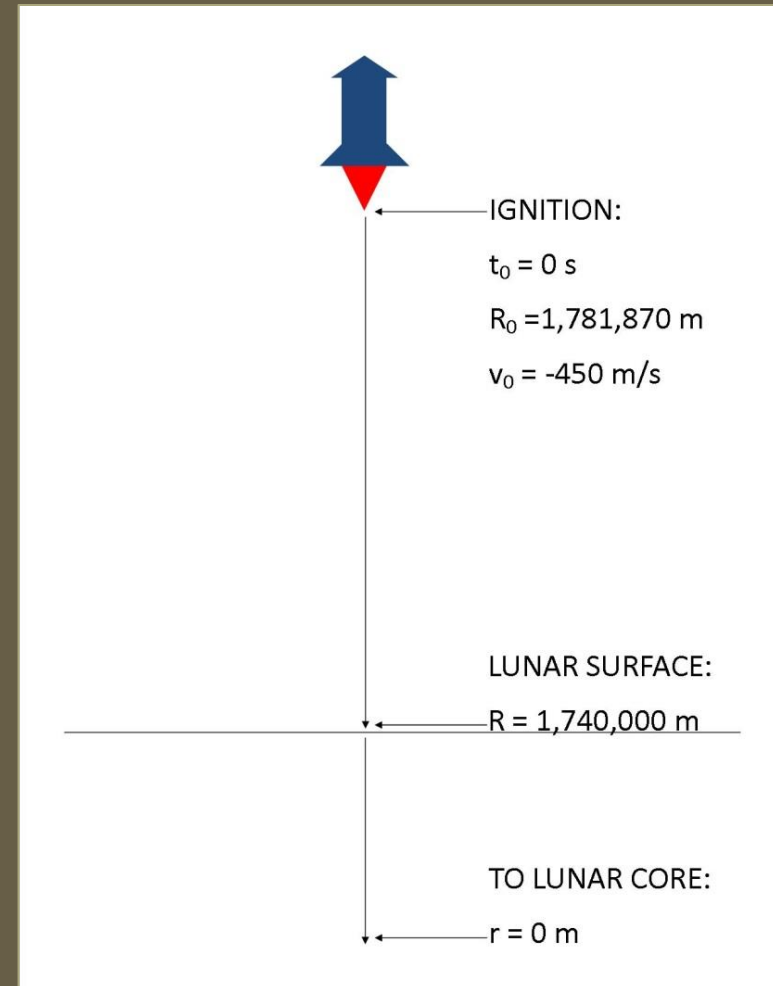 IGNITION:
t₀ = 0 s
R₀ =1,781,870 m
v₀ = -450 m/s
LUNAR SURFACE:
R = 1,740,000 m
TO LUNAR CORE:
r = 0 m